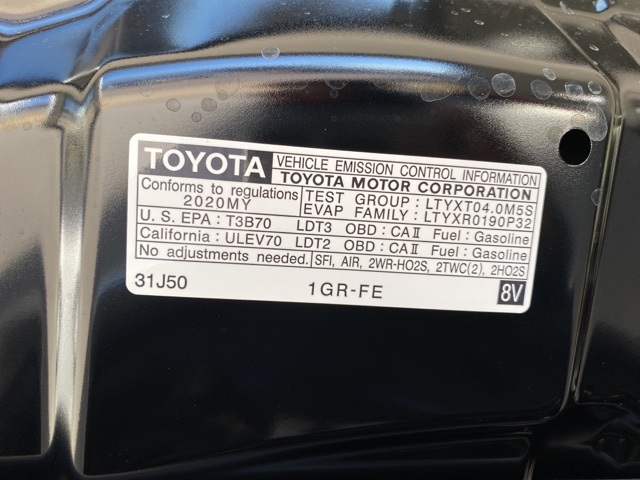 TOYOTA VEHICLE EMISSION CONTROL INFORMATION
TOYOTA MOTOR CORPORATION
Conforms to regulations
2020MY
TEST GROUP : LTYXT04.0M5S
EVAP FAMILY : LTYXR0190P32
U.S. EPA : T3B70 LDT3 OBD : CAⅡ Fuel : Gasoline
California : ULEV70 LDT2 OBD : CAⅡ Fuel : Gasoline
No adjustments needed. SFI, AIR, 2WR-HO2S, 2TWC(2), 2HO2S
31J50 1GR-FE 8V